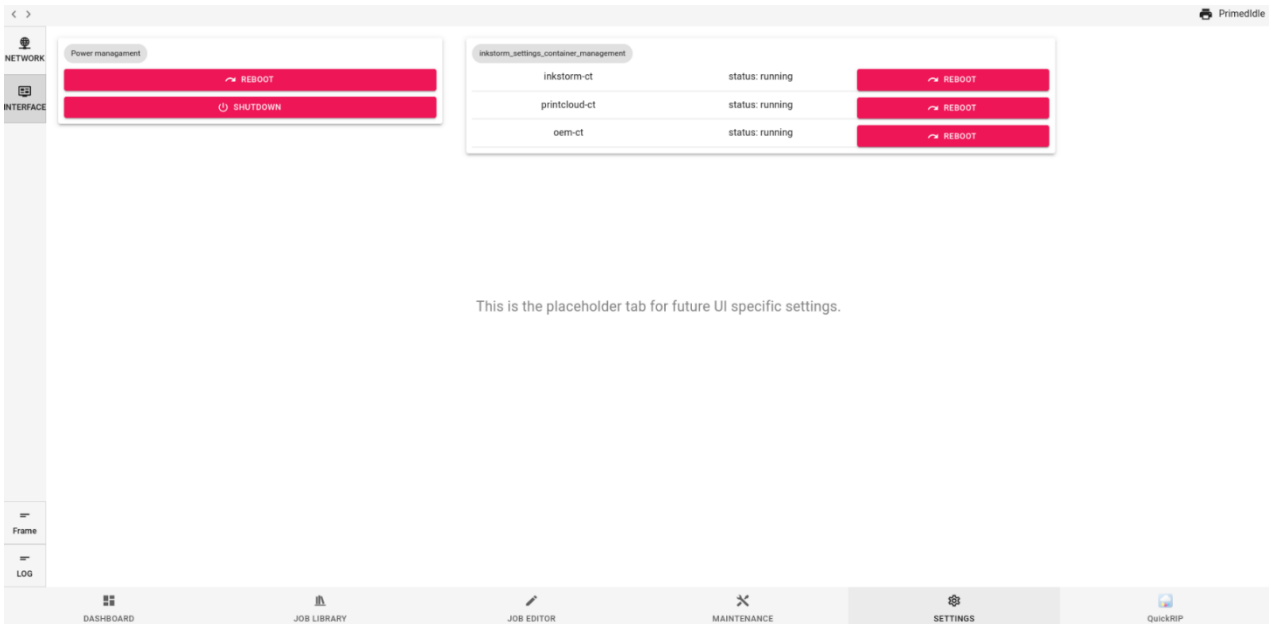 PrimedIdle
NETWORK
INTERFACE
Power managament
REBOOT
SHUTDOWN
inkstorm_settings_container_management
inkstorm-ct status: running REBOOT
printcloud-ct status: running REBOOT
oem-ct status: running REBOOT
This is the placeholder tab for future UI specific settings.
Frame
LOG
DASHBOARD JOB LIBRARY JOB EDITOR MAINTENANCE SETTINGS QuickRIP